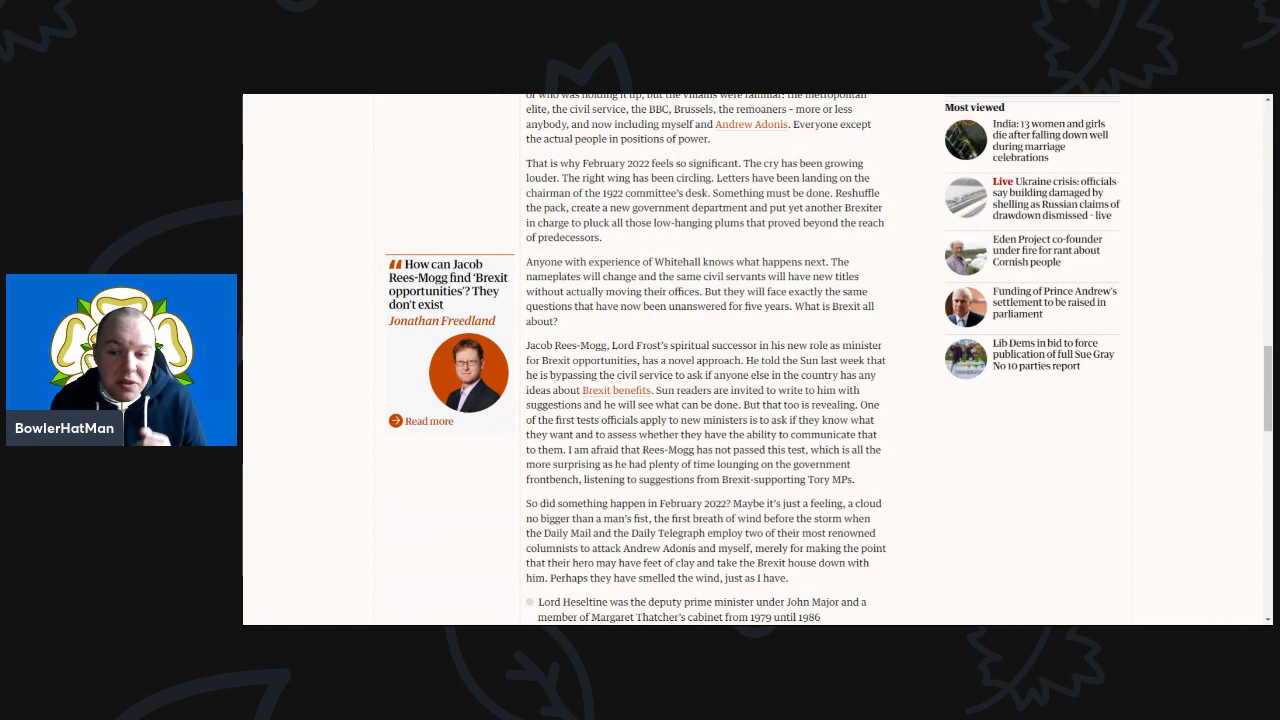 or who was holding it up, but the villains were familiar: the metropolitan
elite, the civil service, the BBC, Brussels, the remoaners – more or less
anybody, and now including myself and Andrew Adonis. Everyone except
the actual people in positions of power.
That is why February 2022 feels so significant. The cry has been growing
louder. The right wing has been circling. Letters have been landing on the
chairman of the 1922 committee's desk. Something must be done. Reshuffle
the pack, create a new government department and put yet another Brexiter
in charge to pluck all those low-hanging plums that proved beyond the reach
of predecessors.
Anyone with experience of Whitehall knows what happens next. The
nameplates will change and the same civil servants will have new titles
without actually moving their offices. But they will face exactly the same
questions that have now been unanswered for five years. What is Brexit all
about?
Jacob Rees-Mogg, Lord Frost's spiritual successor in his new role as minister
for Brexit opportunities, has a novel approach. He told the Sun last week that
he is bypassing the civil service to ask if anyone else in the country has any
ideas about Brexit benefits. Sun readers are invited to write to him with
suggestions and he will see what can be done. But that too is revealing. One
of the first tests officials apply to new ministers is to ask if they know what
they want and to assess whether they have the ability to communicate that
to them. I am afraid that Rees-Mogg has not passed this test, which is all the
more surprising as he had plenty of time lounging on the government
frontbench, listening to suggestions from Brexit-supporting Tory MPs.
So did something happen in February 2022? Maybe it's just a feeling, a cloud
no bigger than a man's fist, the first breath of wind before the storm when
the Daily Mail and the Daily Telegraph employ two of their most renowned
columnists to attack Andrew Adonis and myself, merely for making the point
that their hero may have feet of clay and take the Brexit house down with
him. Perhaps they have smelled the wind, just as I have.
Lord Heseltine was the deputy prime minister under John Major and a
member of Margaret Thatcher's cabinet from 1979 until 1986
How can Jacob
Rees-Mogg find 'Brexit
opportunities'? They
don't exist
Jonathan Freedland
Read more
Most viewed
India: 13 women and girls
die after falling down well
during marriage
celebrations
Live Ukraine crisis: officials
say building damaged by
shelling as Russian claims of
drawdown dismissed – live
Eden Project co-founder
under fire for rant about
Cornish people
Funding of Prince Andrew's
settlement to be raised in
parliament
Lib Dems in bid to force
publication of full Sue Gray
No 10 parties report
BowlerHatMan